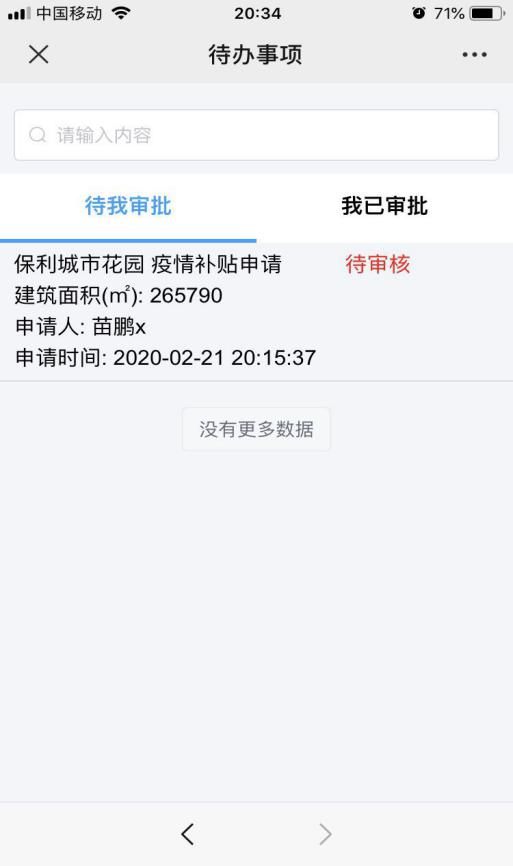 中国移动 20:34 71%
待办事项
请输入内容
待我审批 我已审批
保利城市花园 疫情补贴申请 待审核
建筑面积(㎡): 265790
申请人: 苗鹏x
申请时间: 2020-02-21 20:15:37
没有更多数据